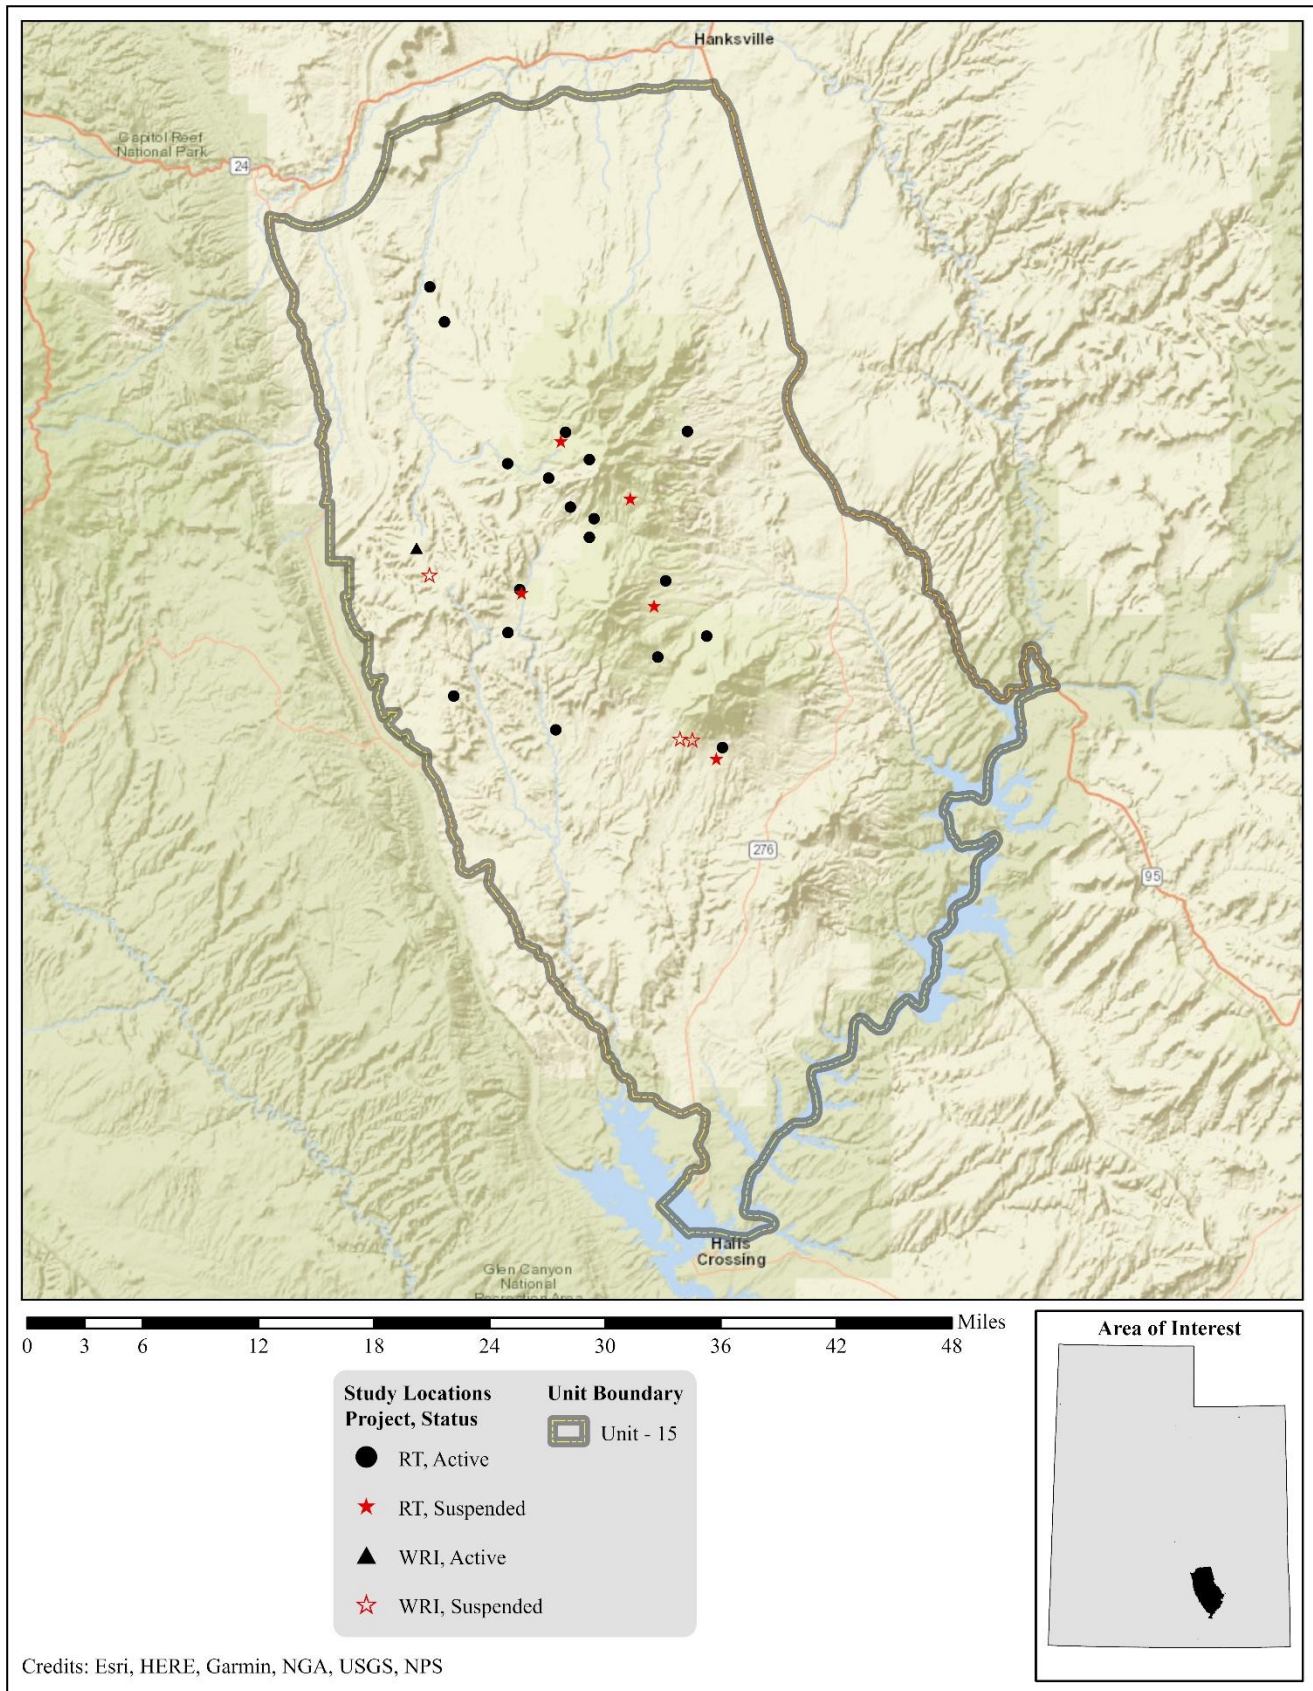 Hanksville
Capitol Reef
National Park
24
276
95
Halls
Crossing
Glen Canyon
National
Recreation Area
Miles
0 3 6 12 18 24 30 36 42 48
Area of Interest
Study Locations
Project, Status
RT, Active
RT, Suspended
WRI, Active
WRI, Suspended
Unit Boundary
Unit - 15
Credits: Esri, HERE, Garmin, NGA, USGS, NPS